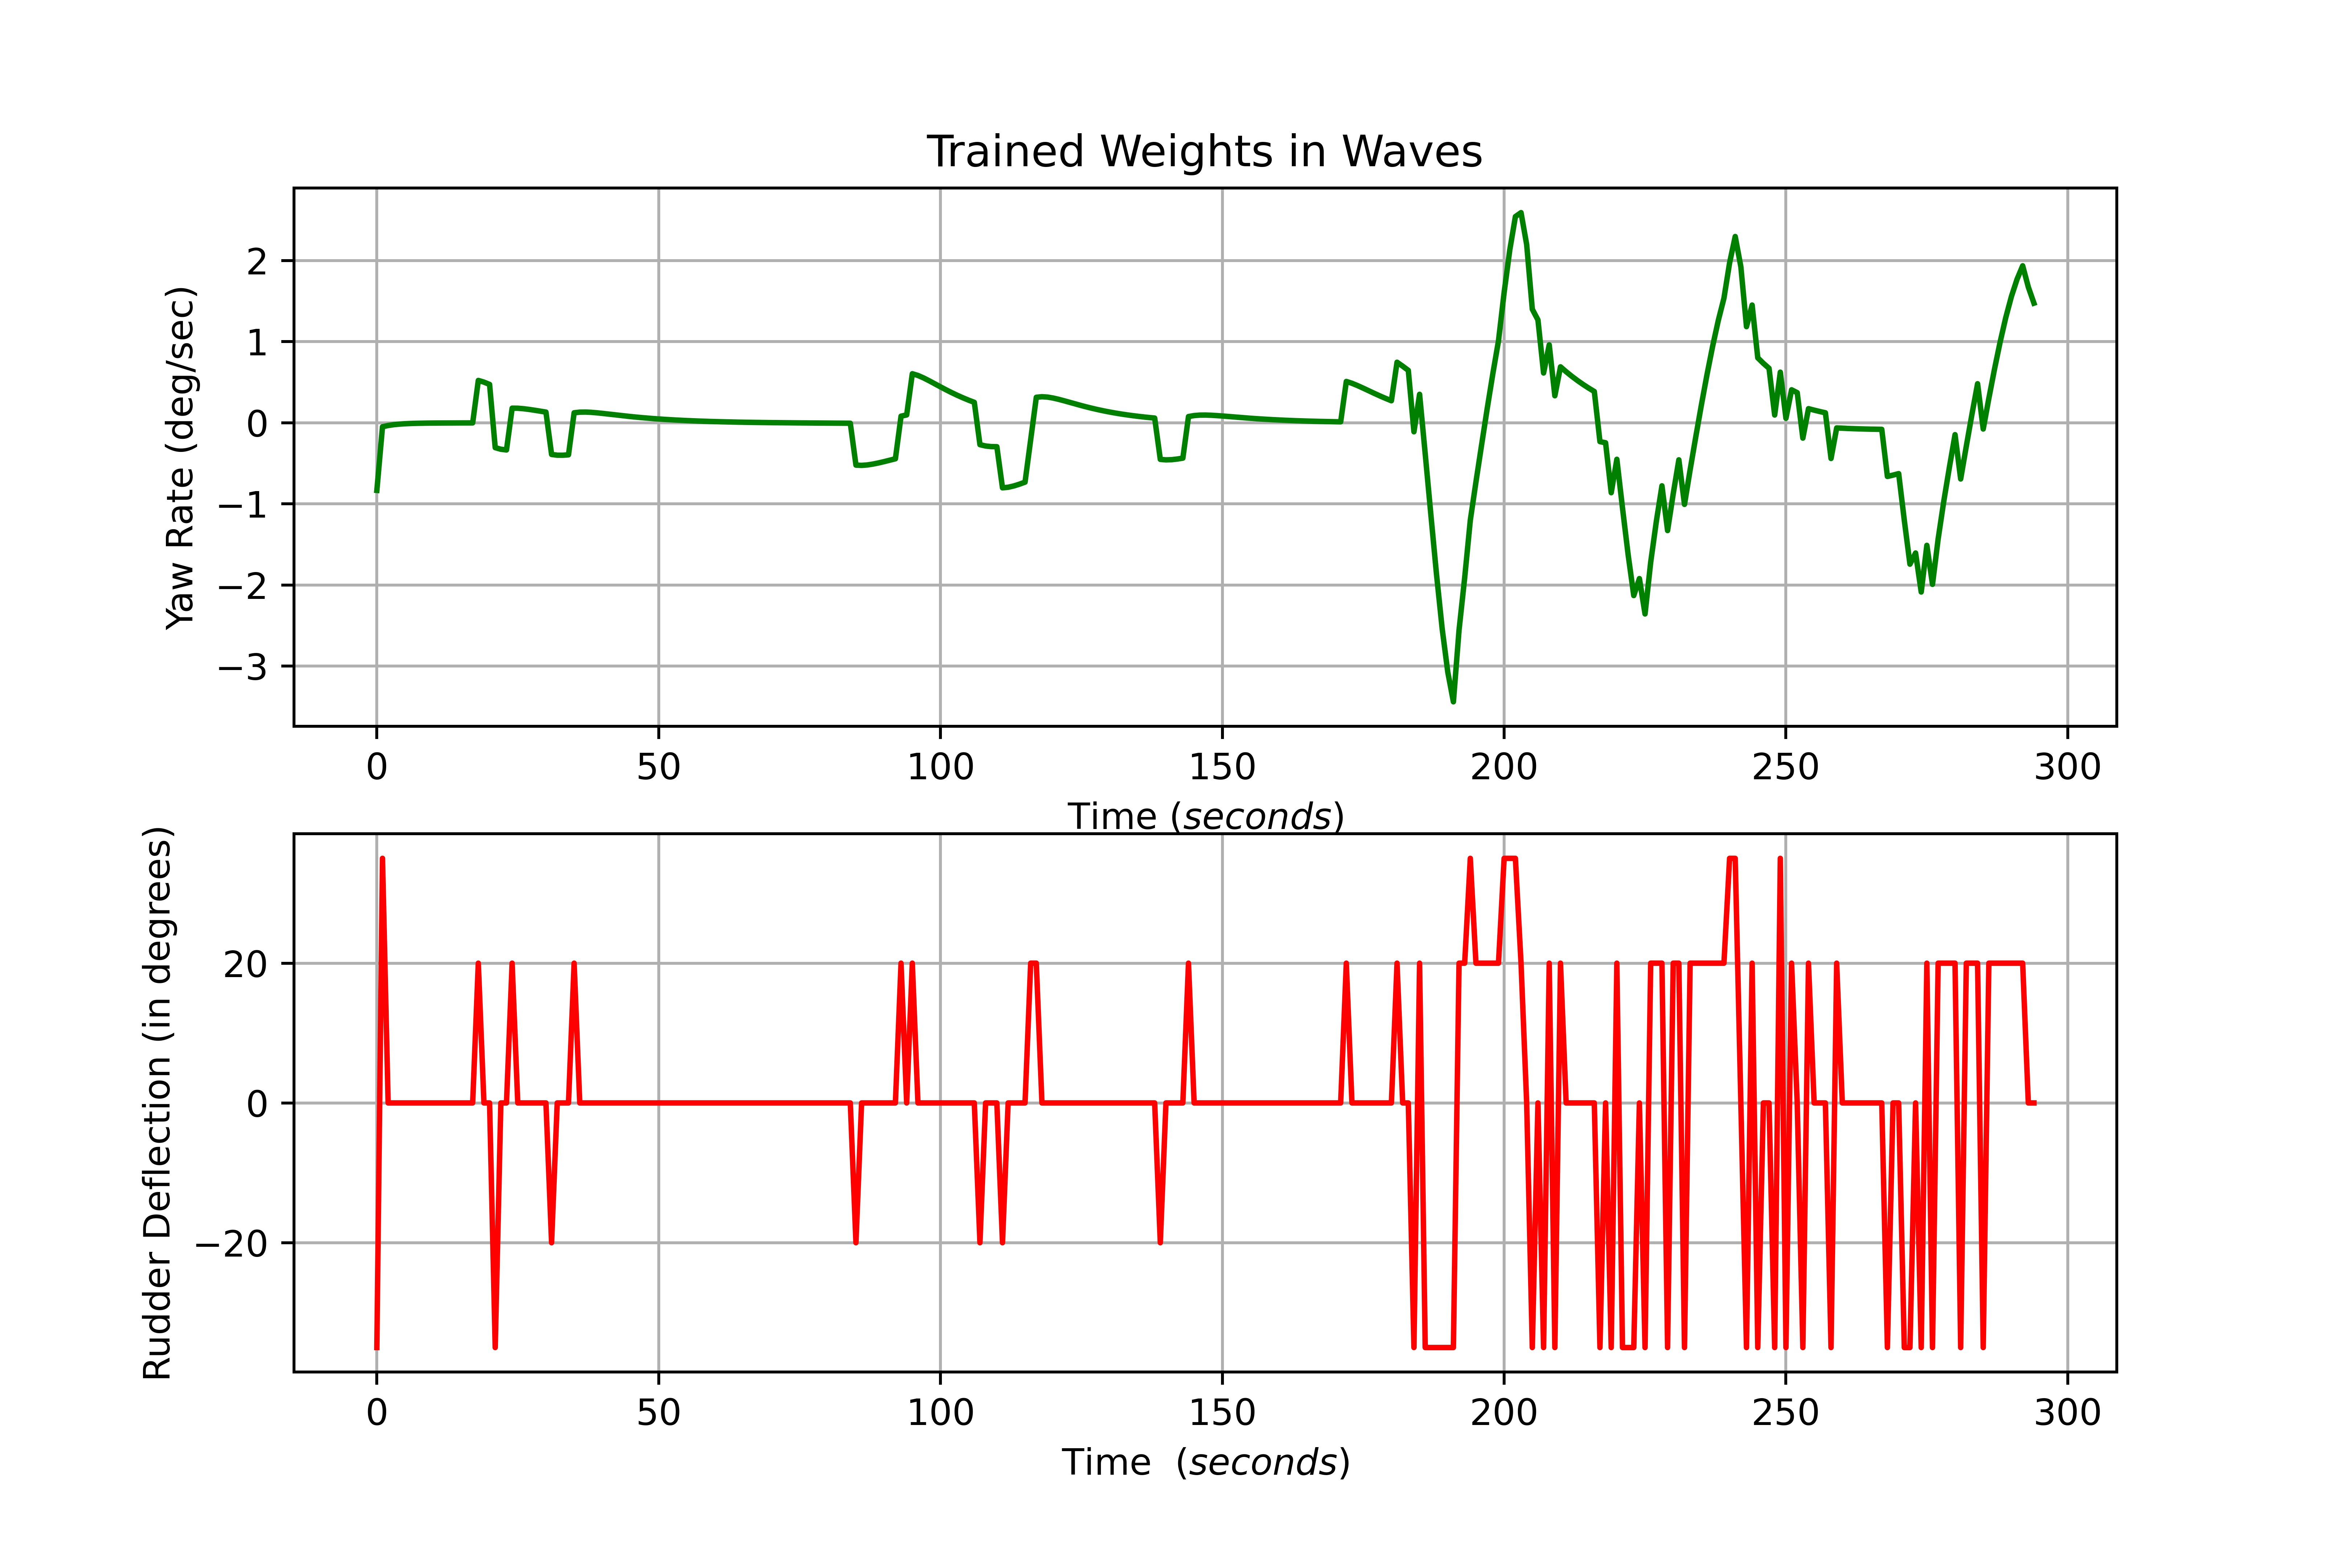 Trained Weights in Waves
Yaw Rate (deg/sec)
2
1
0
−1
−2
−3
0 50 100 150 200 250 300
Time (seconds)
Rudder Deflection (in degrees)
20
0
−20
0 50 100 150 200 250 300
Time (seconds)